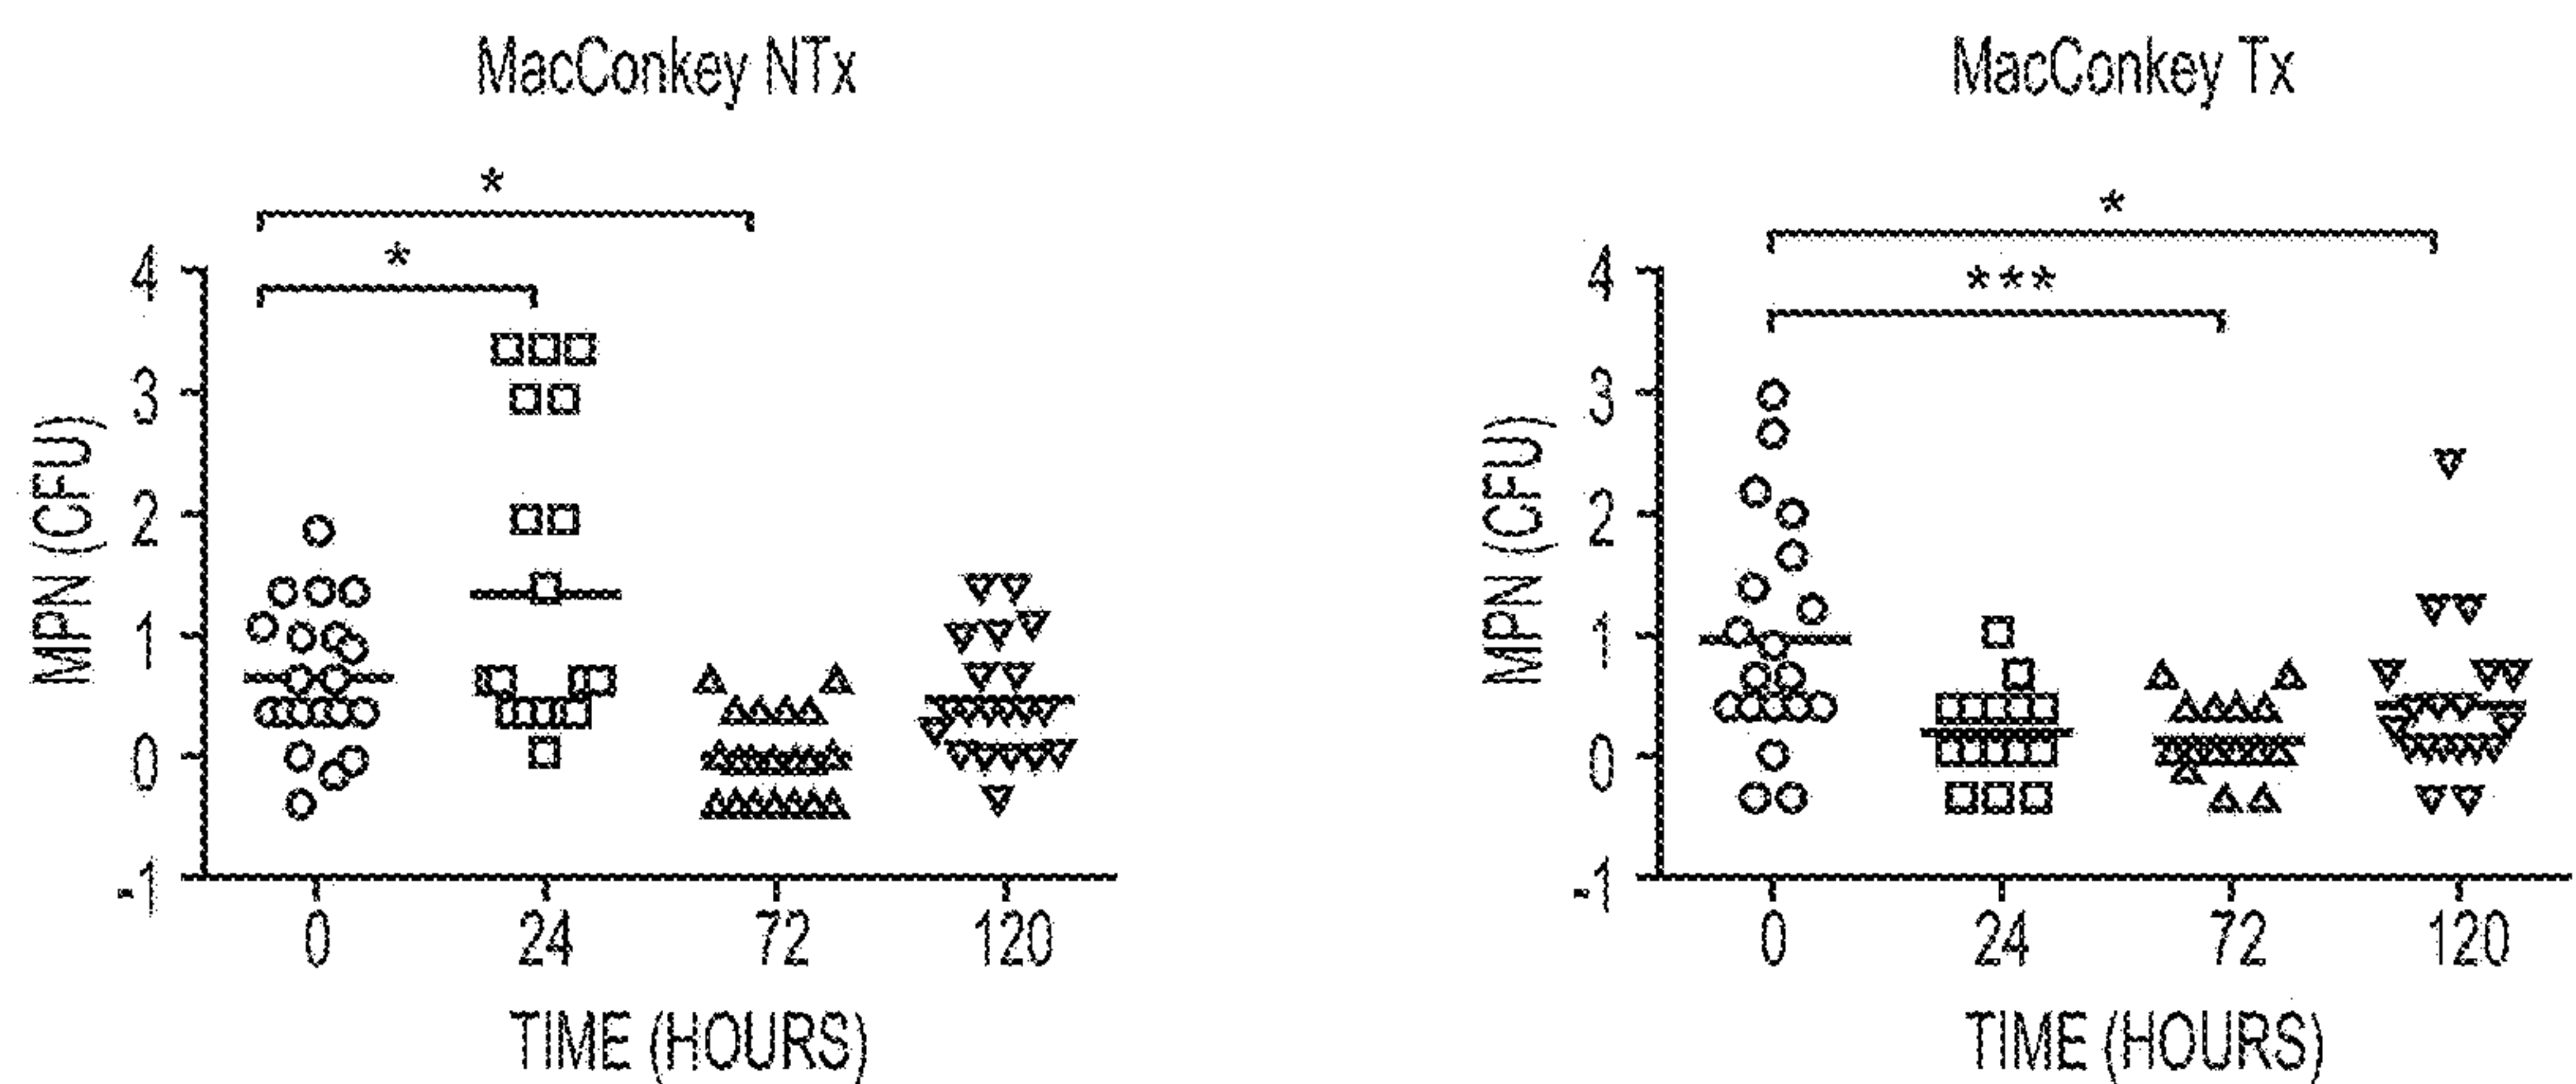 MacConkey NTx
*
*
4
3
2
1
0
-1
MPN (CFU)
0 24 72 120
TIME (HOURS)
MacConkey Tx
*
***
4
3
2
1
0
-1
MPN (CFU)
0 24 72 120
TIME (HOURS)